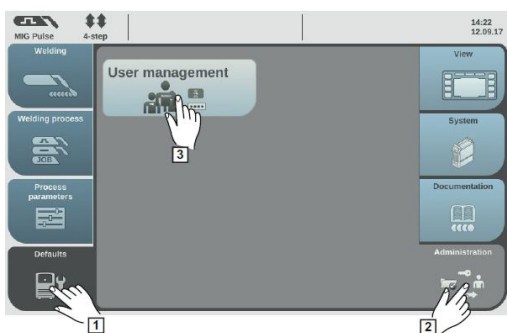 MIG Pulse
4-step
14:22
12.09.17
Welding
Welding process
JOB
Process
parameters
Defaults
User management
View
System
Documentation
Administration
1
2
3